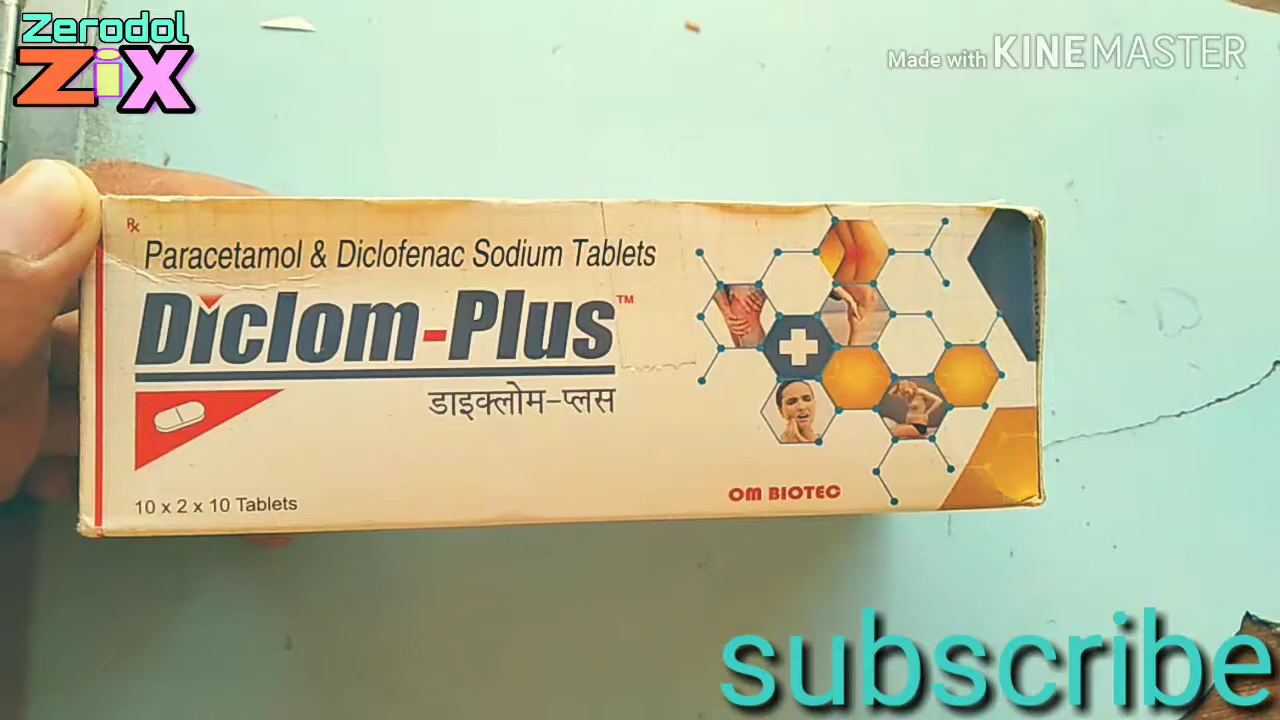 Zerodol
ZiX
Made with KINEMASTER
Rx
Paracetamol & Diclofenac Sodium Tablets
Diclom-Plus™
डाइक्लोम-प्लस
10 x 2 x 10 Tablets
OM BIOTEC
subscribe